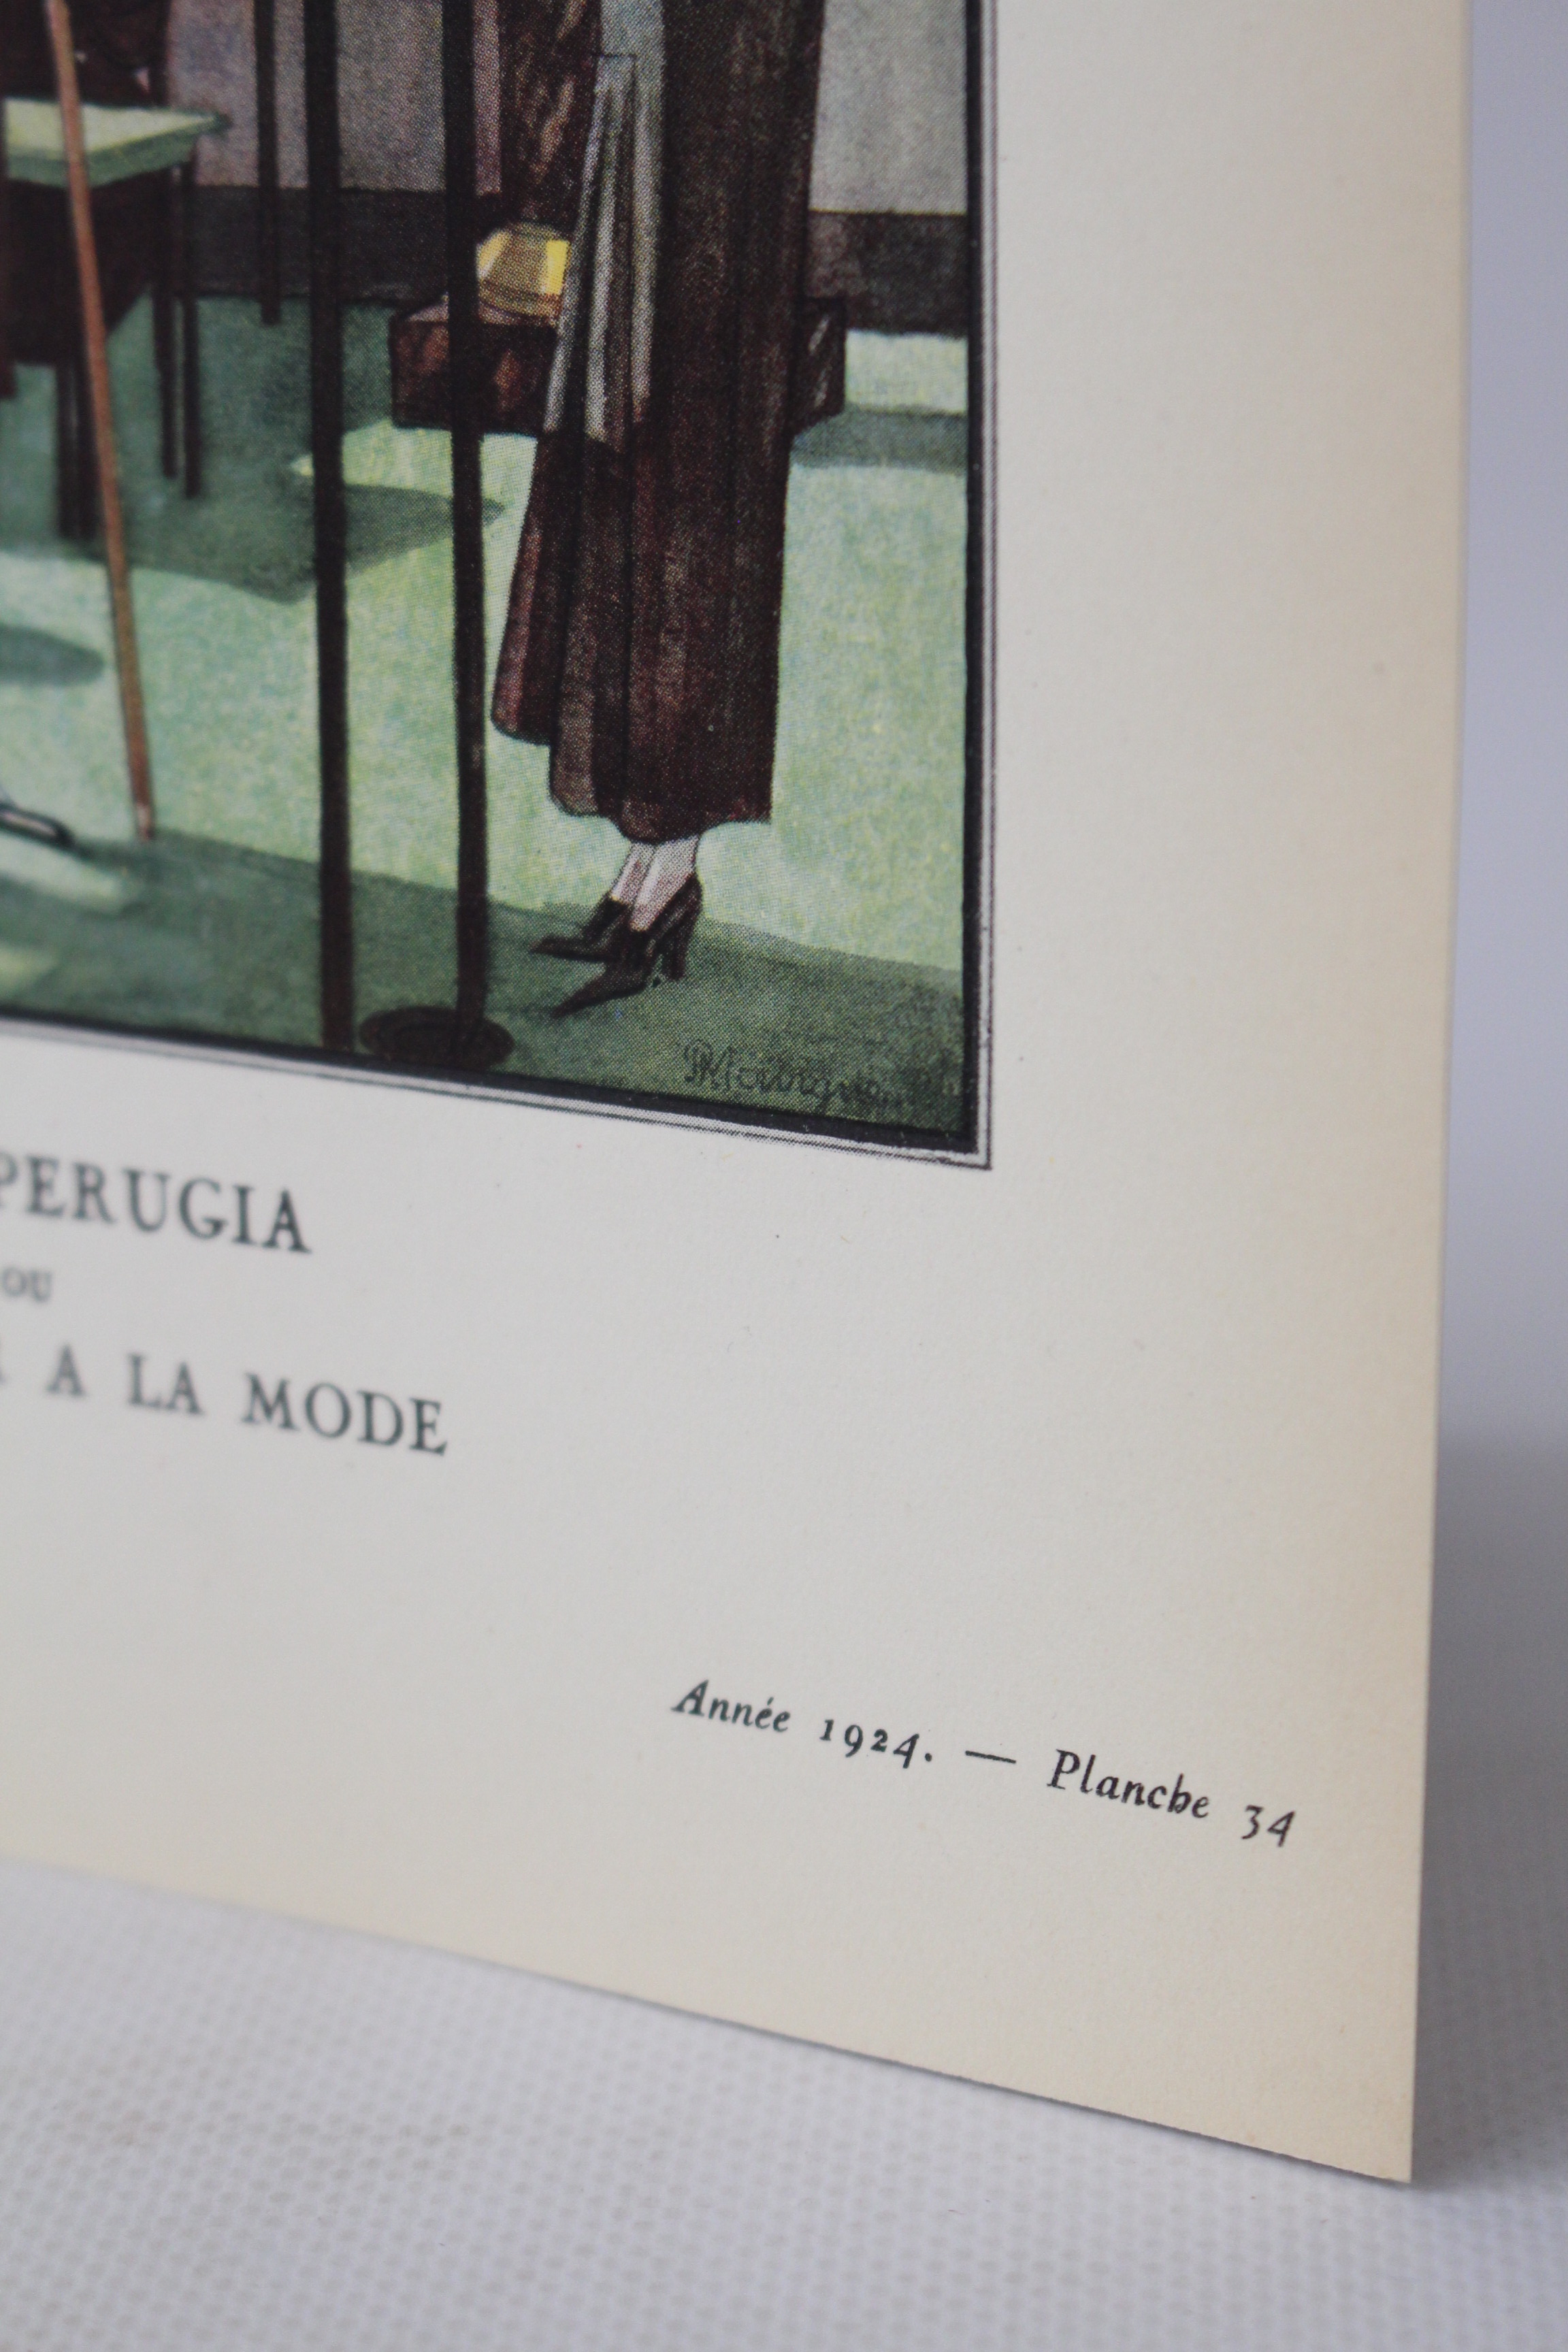 PERUGIA
OU
A LA MODE
Année 1924. — Planche 34